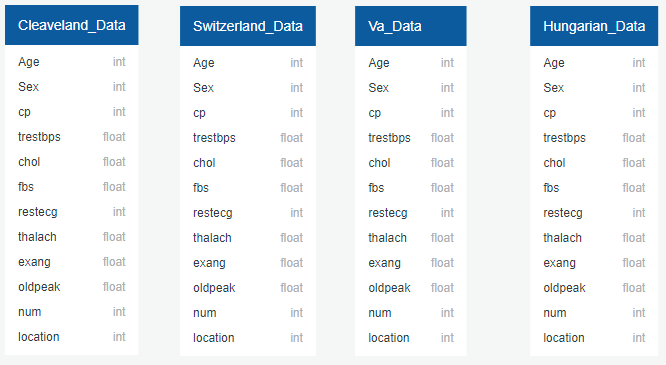 Cleaveland_Data
Age int
Sex int
cp int
trestbps float
chol float
fbs float
restecg int
thalach float
exang float
oldpeak float
num int
location int
Switzerland_Data
Age int
Sex int
cp int
trestbps float
chol float
fbs float
restecg int
thalach float
exang float
oldpeak float
num int
location int
Va_Data
Age int
Sex int
cp int
trestbps float
chol float
fbs float
restecg int
thalach float
exang float
oldpeak float
num int
location int
Hungarian_Data
Age int
Sex int
cp int
trestbps float
chol float
fbs float
restecg int
thalach float
exang float
oldpeak float
num int
location int